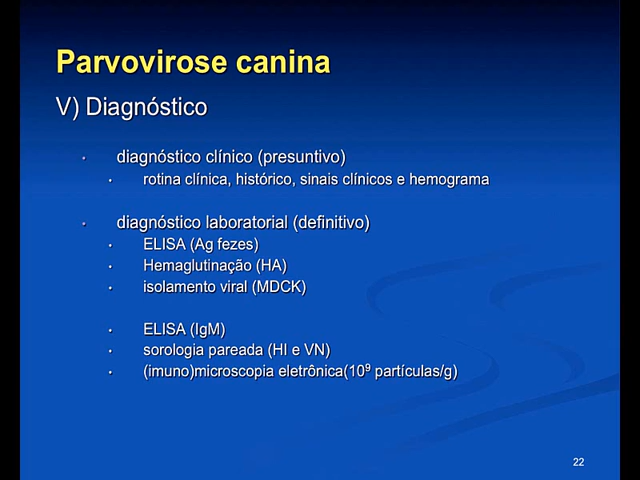 Parvovirose canina
V) Diagnóstico
• diagnóstico clínico (presuntivo)
• rotina clínica, histórico, sinais clínicos e hemograma
• diagnóstico laboratorial (definitivo)
• ELISA (Ag fezes)
• Hemaglutinação (HA)
• isolamento viral (MDCK)
• ELISA (IgM)
• sorologia pareada (HI e VN)
• (imuno)microscopia eletrônica(10⁹ partículas/g)
22